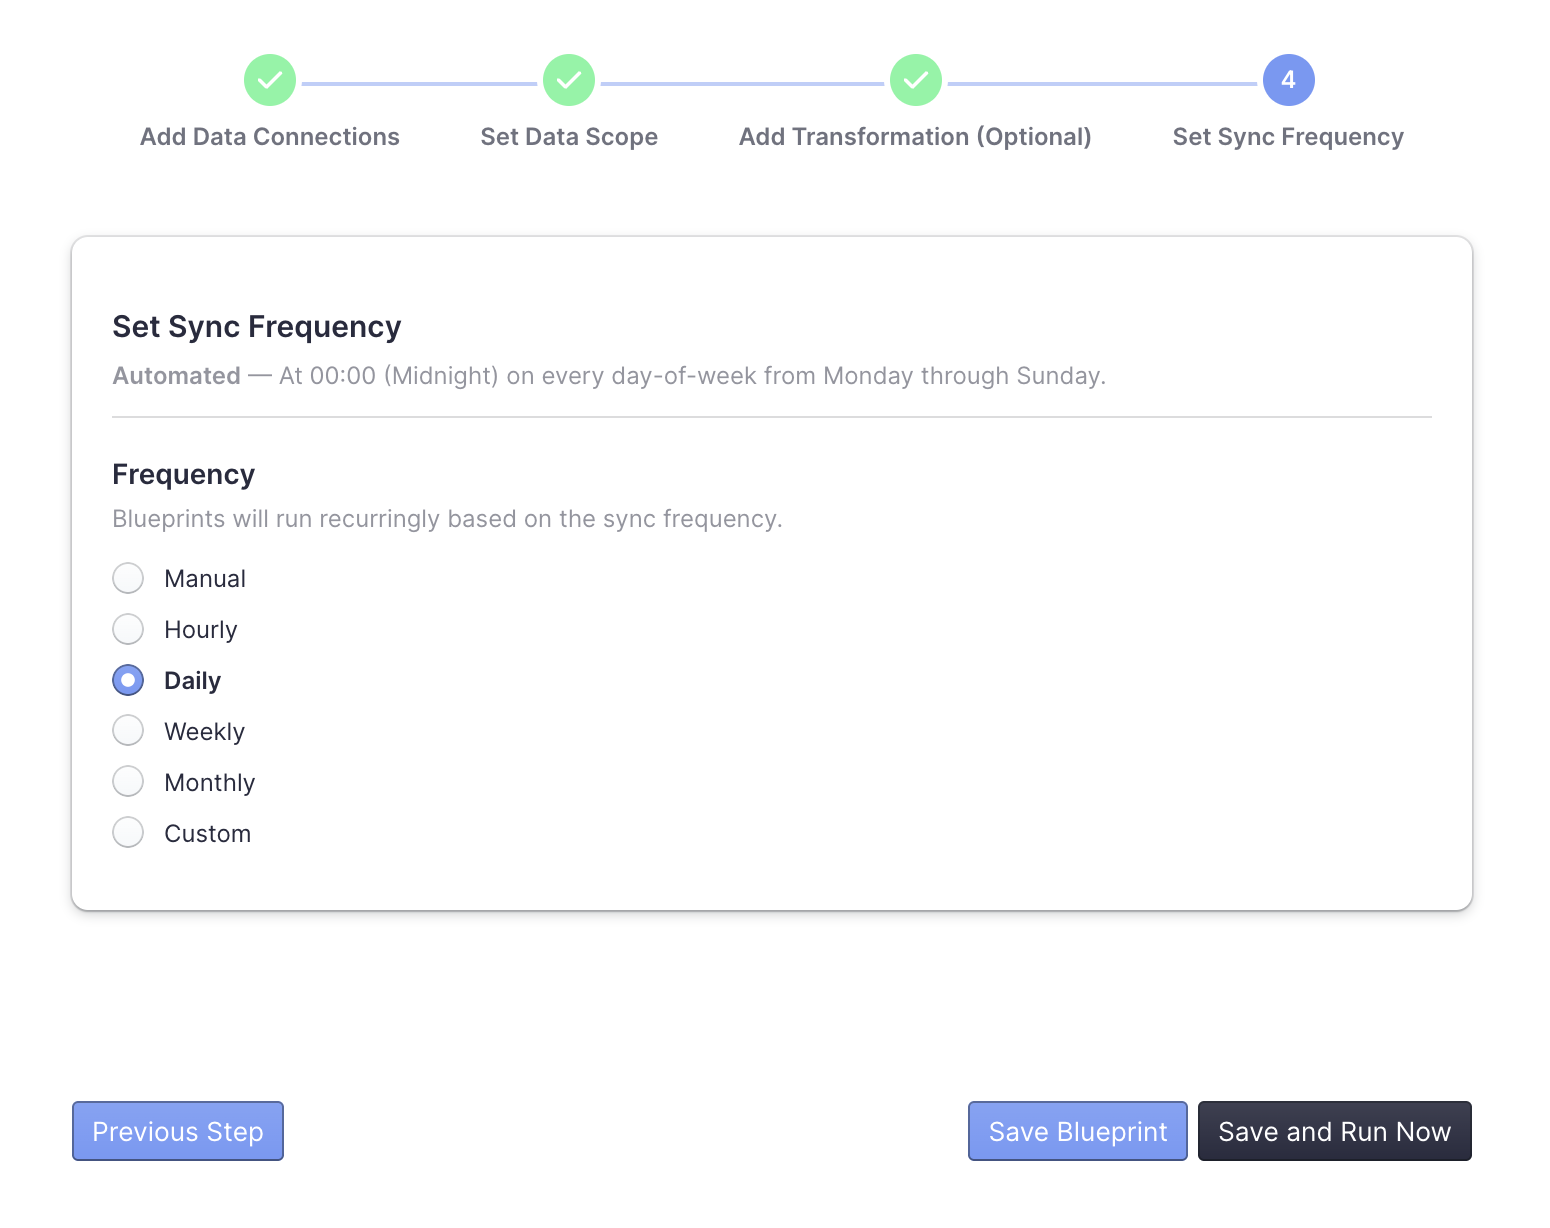 4
Add Data Connections
Set Data Scope
Add Transformation (Optional)
Set Sync Frequency
Set Sync Frequency
Automated — At 00:00 (Midnight) on every day-of-week from Monday through Sunday.
Frequency
Blueprints will run recurringly based on the sync frequency.
Manual
Hourly
Daily
Weekly
Monthly
Custom
Previous Step
Save Blueprint
Save and Run Now